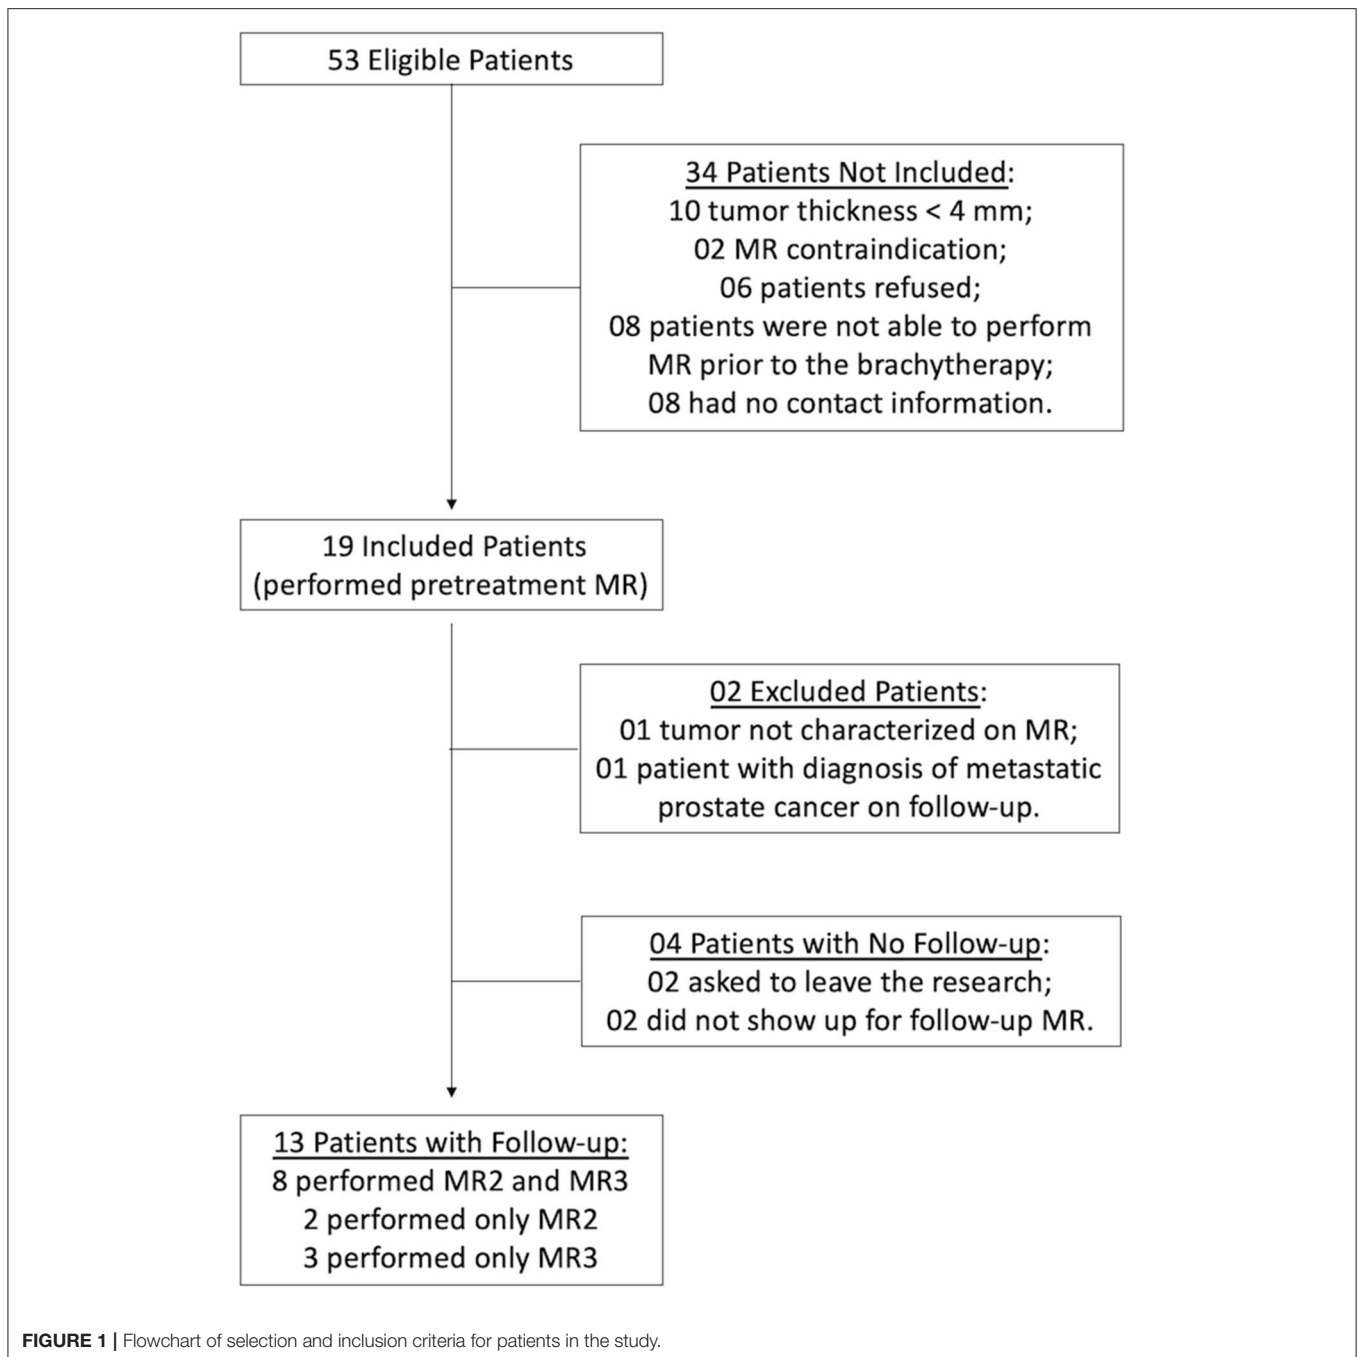 53 Eligible Patients
34 Patients Not Included:
10 tumor thickness < 4 mm;
02 MR contraindication;
06 patients refused;
08 patients were not able to perform
MR prior to the brachytherapy;
08 had no contact information.
19 Included Patients
(performed pretreatment MR)
02 Excluded Patients:
01 tumor not characterized on MR;
01 patient with diagnosis of metastatic
prostate cancer on follow-up.
04 Patients with No Follow-up:
02 asked to leave the research;
02 did not show up for follow-up MR.
13 Patients with Follow-up:
8 performed MR2 and MR3
2 performed only MR2
3 performed only MR3
FIGURE 1 | Flowchart of selection and inclusion criteria for patients in the study.